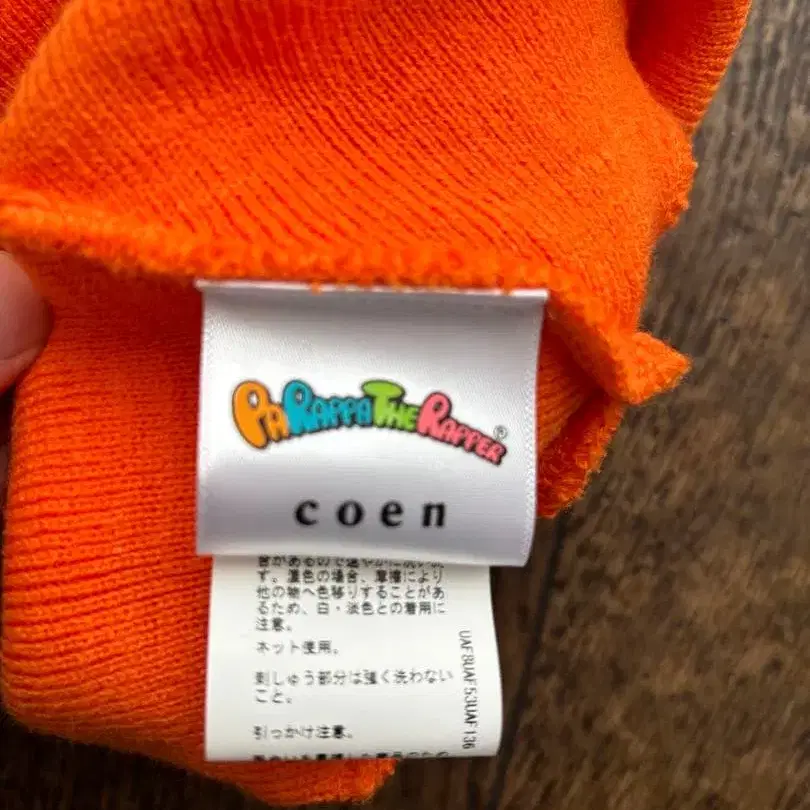 PARAPPA THE RAPPER®
coen
す。濃色の場合、摩擦により
他の物へ色移りすることがあ
るため、白・淡色との着用に
注意。
ネット使用。
刺しゅう部分は強く洗わない
こと。
引っかけ注意。
UAF8UAF53UAF136